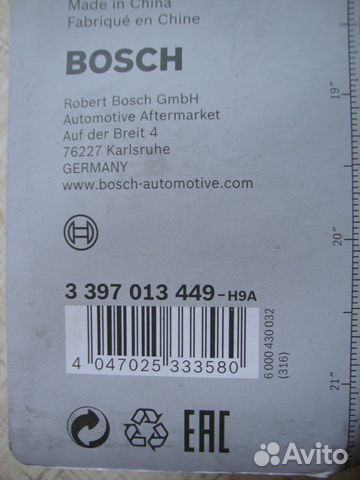 Made in China
Fabriqué en Chine
BOSCH
Robert Bosch GmbH
Automotive Aftermarket
Auf der Breit 4
76227 Karlsruhe
GERMANY
www.bosch-automotive.com
3 397 013 449-H9A
4 047025 333580
6 000 430 032
(316)
19"
20"
21"
EAC
Avito